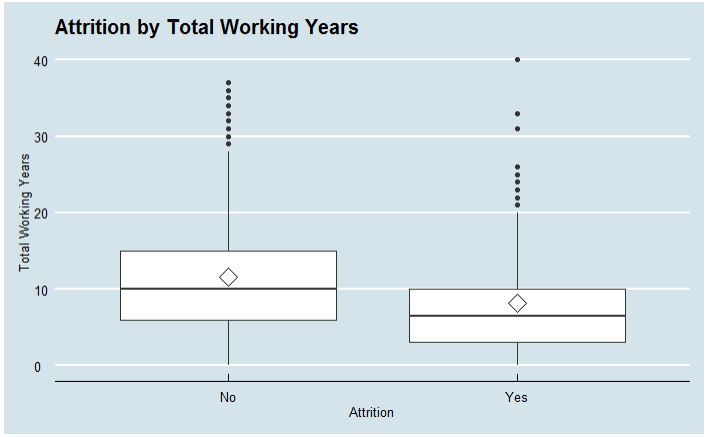 Attrition by Total Working Years
Total Working Years
40
30
20
10
0
No
Yes
Attrition